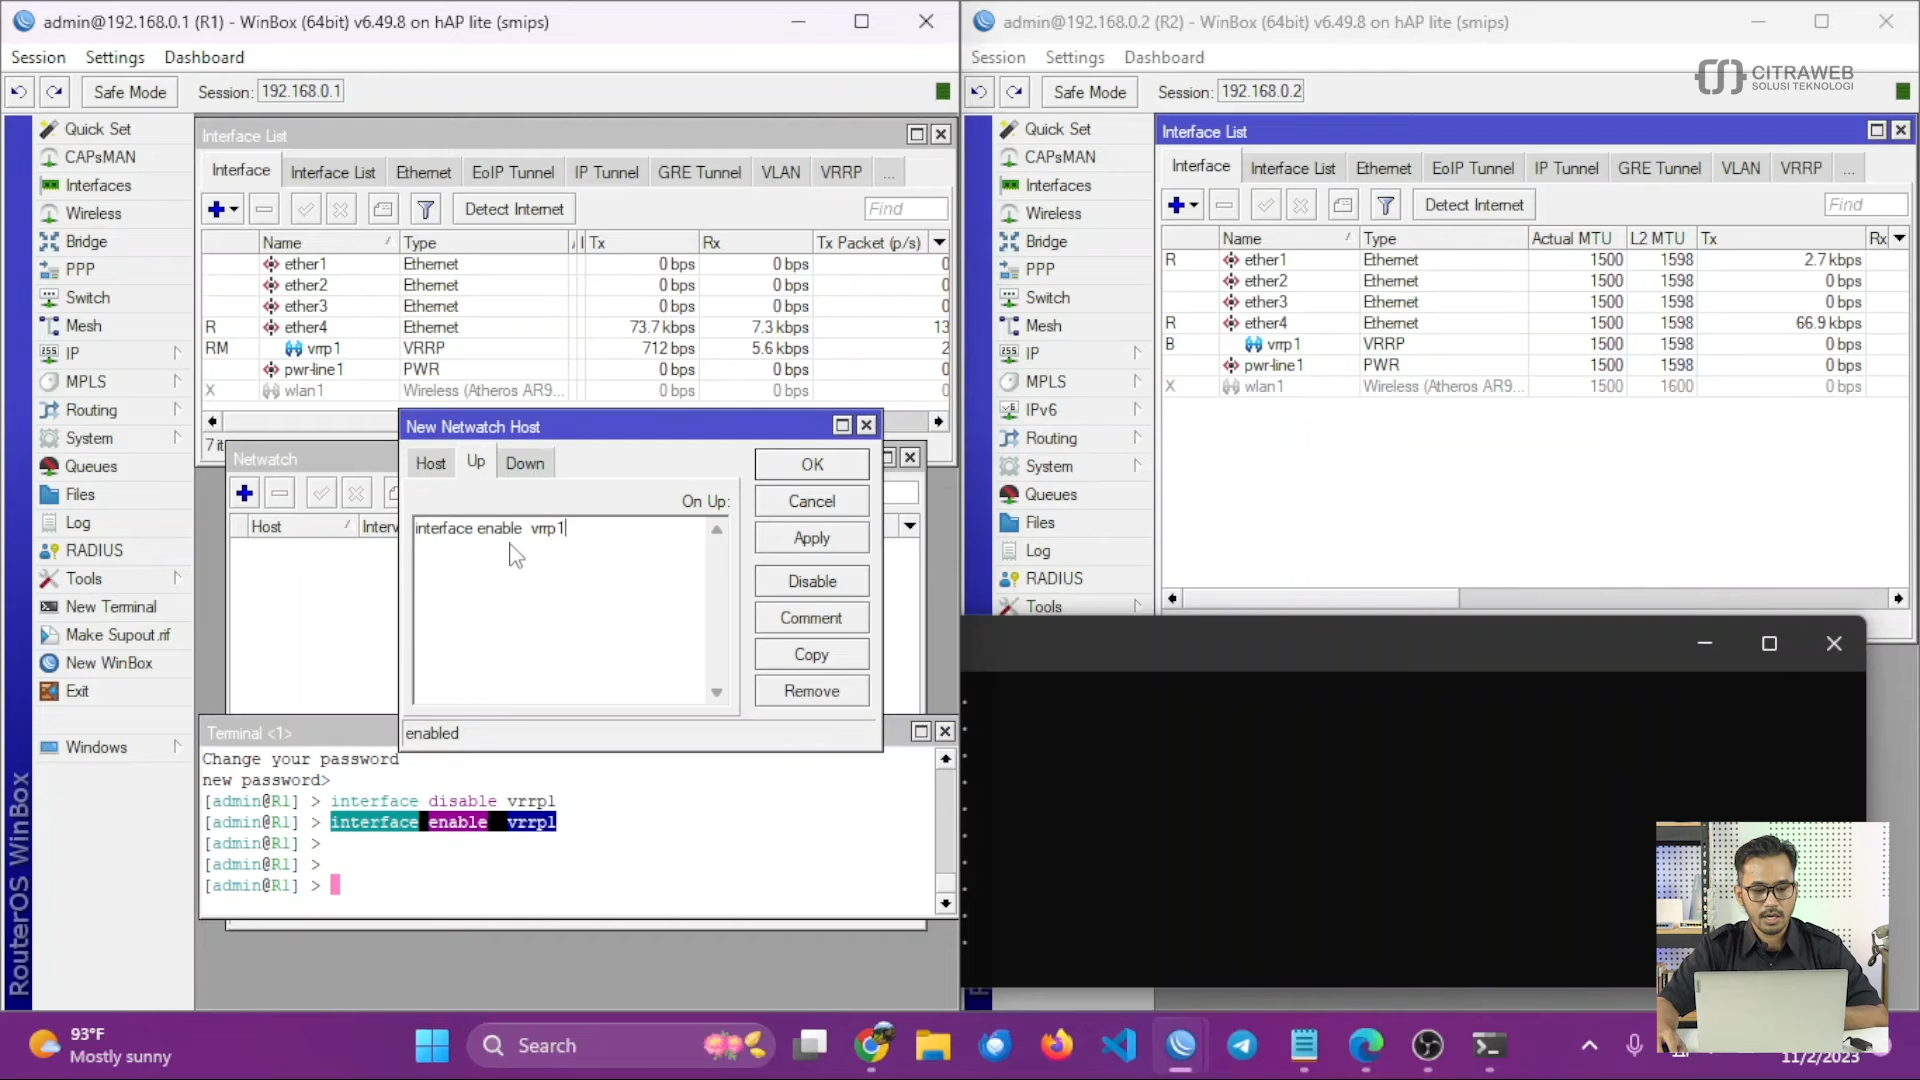 admin@192.168.0.1 (R1) - WinBox (64bit) v6.49.8 on hAP lite (smips)
Session Settings Dashboard
Safe Mode Session: 192.168.0.1
Quick Set
CAPsMAN
Interfaces
Wireless
Bridge
PPP
Switch
Mesh
IP
MPLS
Routing
System
Queues
Files
Log
RADIUS
Tools
New Terminal
Make Supout.rif
New WinBox
Exit
Windows
RouterOS WinBox
Interface List
Interface Interface List Ethernet EoIP Tunnel IP Tunnel GRE Tunnel VLAN VRRP ...
Detect Internet Find
Name Type Tx Rx Tx Packet (p/s)
ether1 Ethernet 0 bps 0 bps 0
ether2 Ethernet 0 bps 0 bps 0
ether3 Ethernet 0 bps 0 bps 0
R ether4 Ethernet 73.7 kbps 7.3 kbps 13
RM vrrp1 VRRP 712 bps 5.6 kbps 2
pwr-line1 PWR 0 bps 0 bps 0
X wlan1 Wireless (Atheros AR9... 0 bps 0 bps 0
Netwatch
Host
New Netwatch Host
Host Up Down
On Up:
interface enable  vrrp1
OK
Cancel
Apply
Disable
Comment
Copy
Remove
enabled
Terminal <1>
Change your password
new password>
[admin@R1] > interface disable vrrp1
[admin@R1] > interface enable  vrrp1
[admin@R1] >
[admin@R1] >
[admin@R1] >
admin@192.168.0.2 (R2) - WinBox (64bit) v6.49.8 on hAP lite (smips)
Session Settings Dashboard
Safe Mode Session: 192.168.0.2
CITRAWEB
SOLUSI TEKNOLOGI
Quick Set
CAPsMAN
Interfaces
Wireless
Bridge
PPP
Switch
Mesh
IP
MPLS
IPv6
Routing
System
Queues
Files
Log
RADIUS
Tools
Interface List
Interface Interface List Ethernet EoIP Tunnel IP Tunnel GRE Tunnel VLAN VRRP ...
Detect Internet Find
Name Type Actual MTU L2 MTU Tx Rx
R ether1 Ethernet 1500 1598 2.7 kbps
ether2 Ethernet 1500 1598 0 bps
ether3 Ethernet 1500 1598 0 bps
R ether4 Ethernet 1500 1598 66.9 kbps
B vrrp1 VRRP 1500 1598 0 bps
pwr-line1 PWR 1500 1598 0 bps
X wlan1 Wireless (Atheros AR9... 1500 1600 0 bps
93°F
Mostly sunny
Search
11/2/2023